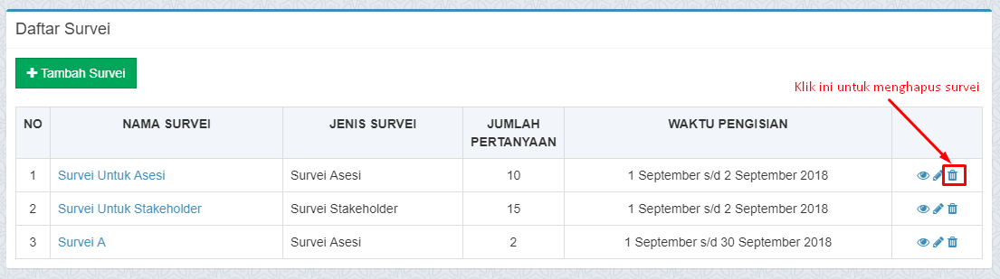 Daftar Survei
Tambah Survei
Klik ini untuk menghapus survei
NO NAMA SURVEI JENIS SURVEI JUMLAH PERTANYAAN WAKTU PENGISIAN
1 Survei Untuk Asesi Survei Asesi 10 1 September s/d 2 September 2018
2 Survei Untuk Stakeholder Survei Stakeholder 15 1 September s/d 2 September 2018
3 Survei A Survei Asesi 2 1 September s/d 30 September 2018